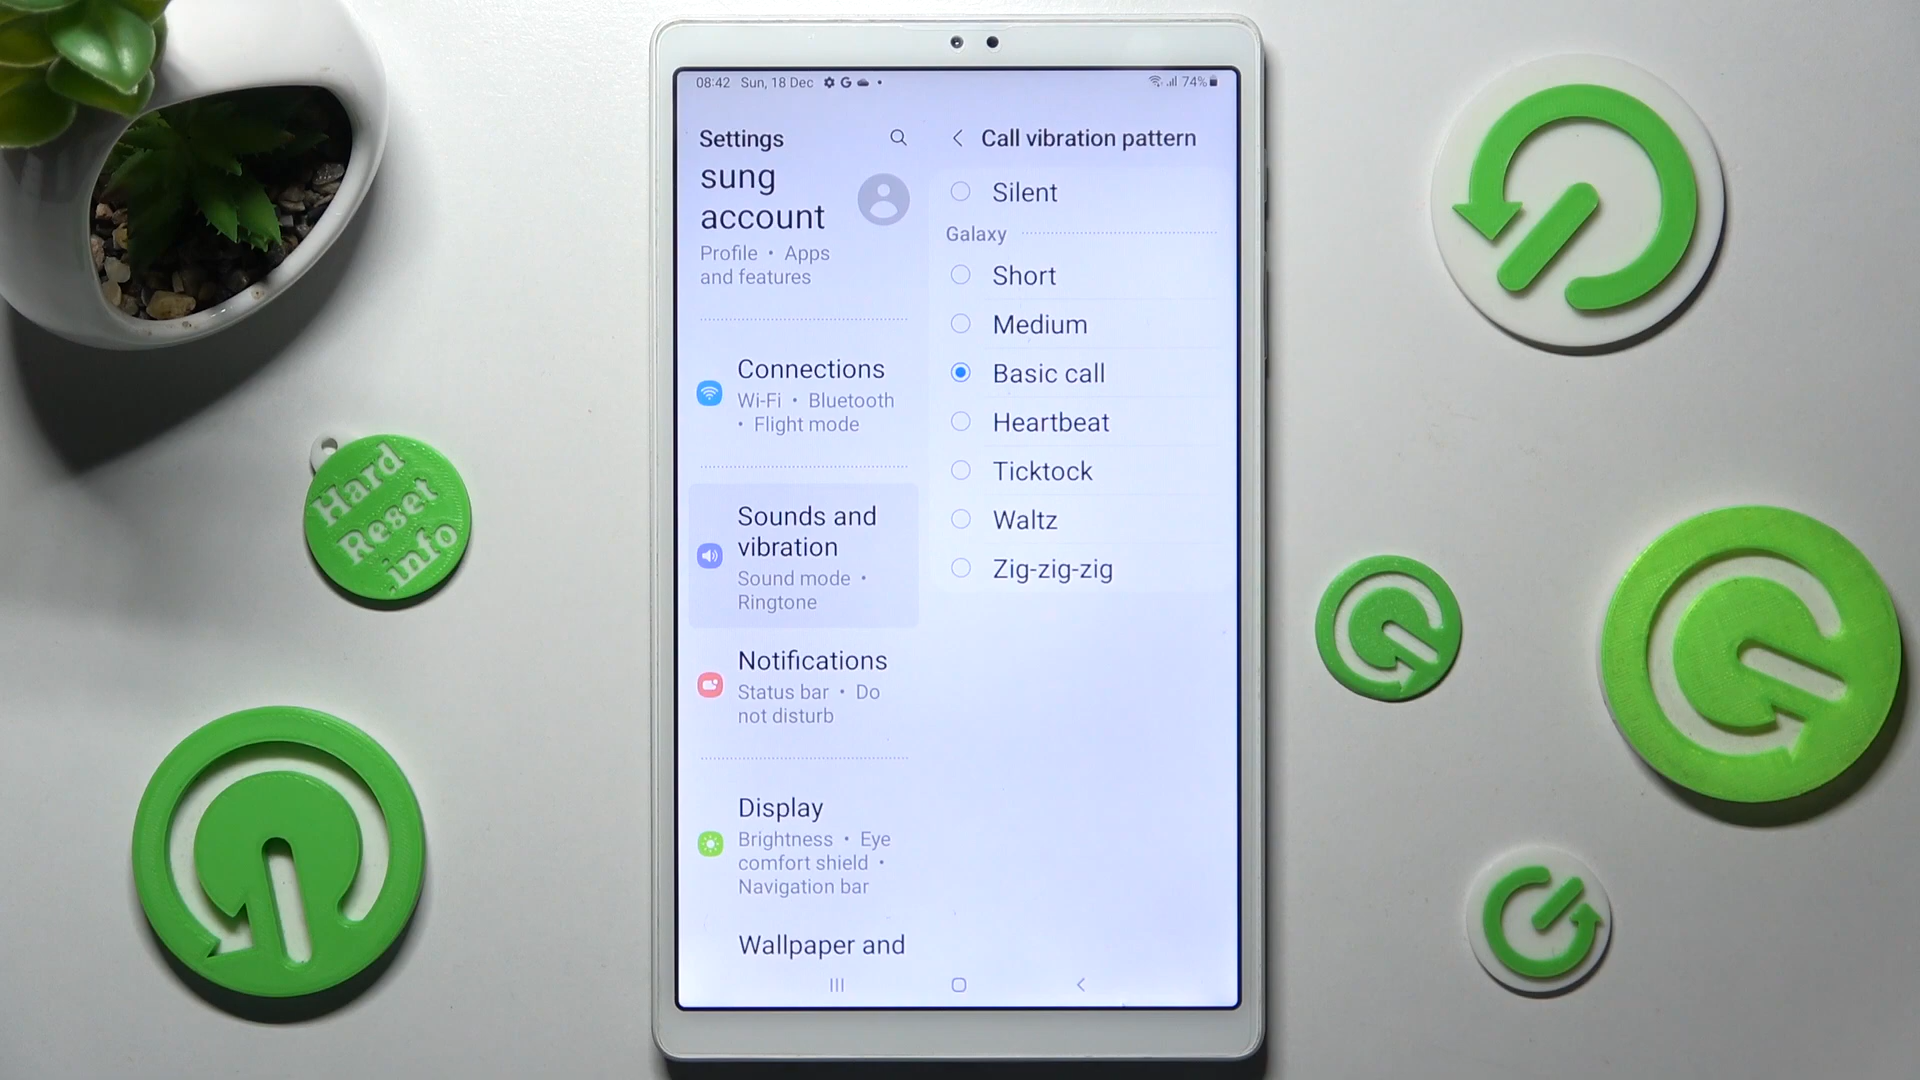 08:42 Sun, 18 Dec G
74%
Settings
sung
account
Profile • Apps
and features
Connections
Wi-Fi • Bluetooth
• Flight mode
Sounds and
vibration
Sound mode •
Ringtone
Notifications
Status bar • Do
not disturb
Display
Brightness • Eye
comfort shield •
Navigation bar
Wallpaper and
Call vibration pattern
Silent
Galaxy
Short
Medium
Basic call
Heartbeat
Ticktock
Waltz
Zig-zig-zig
Hard
Reset
.info